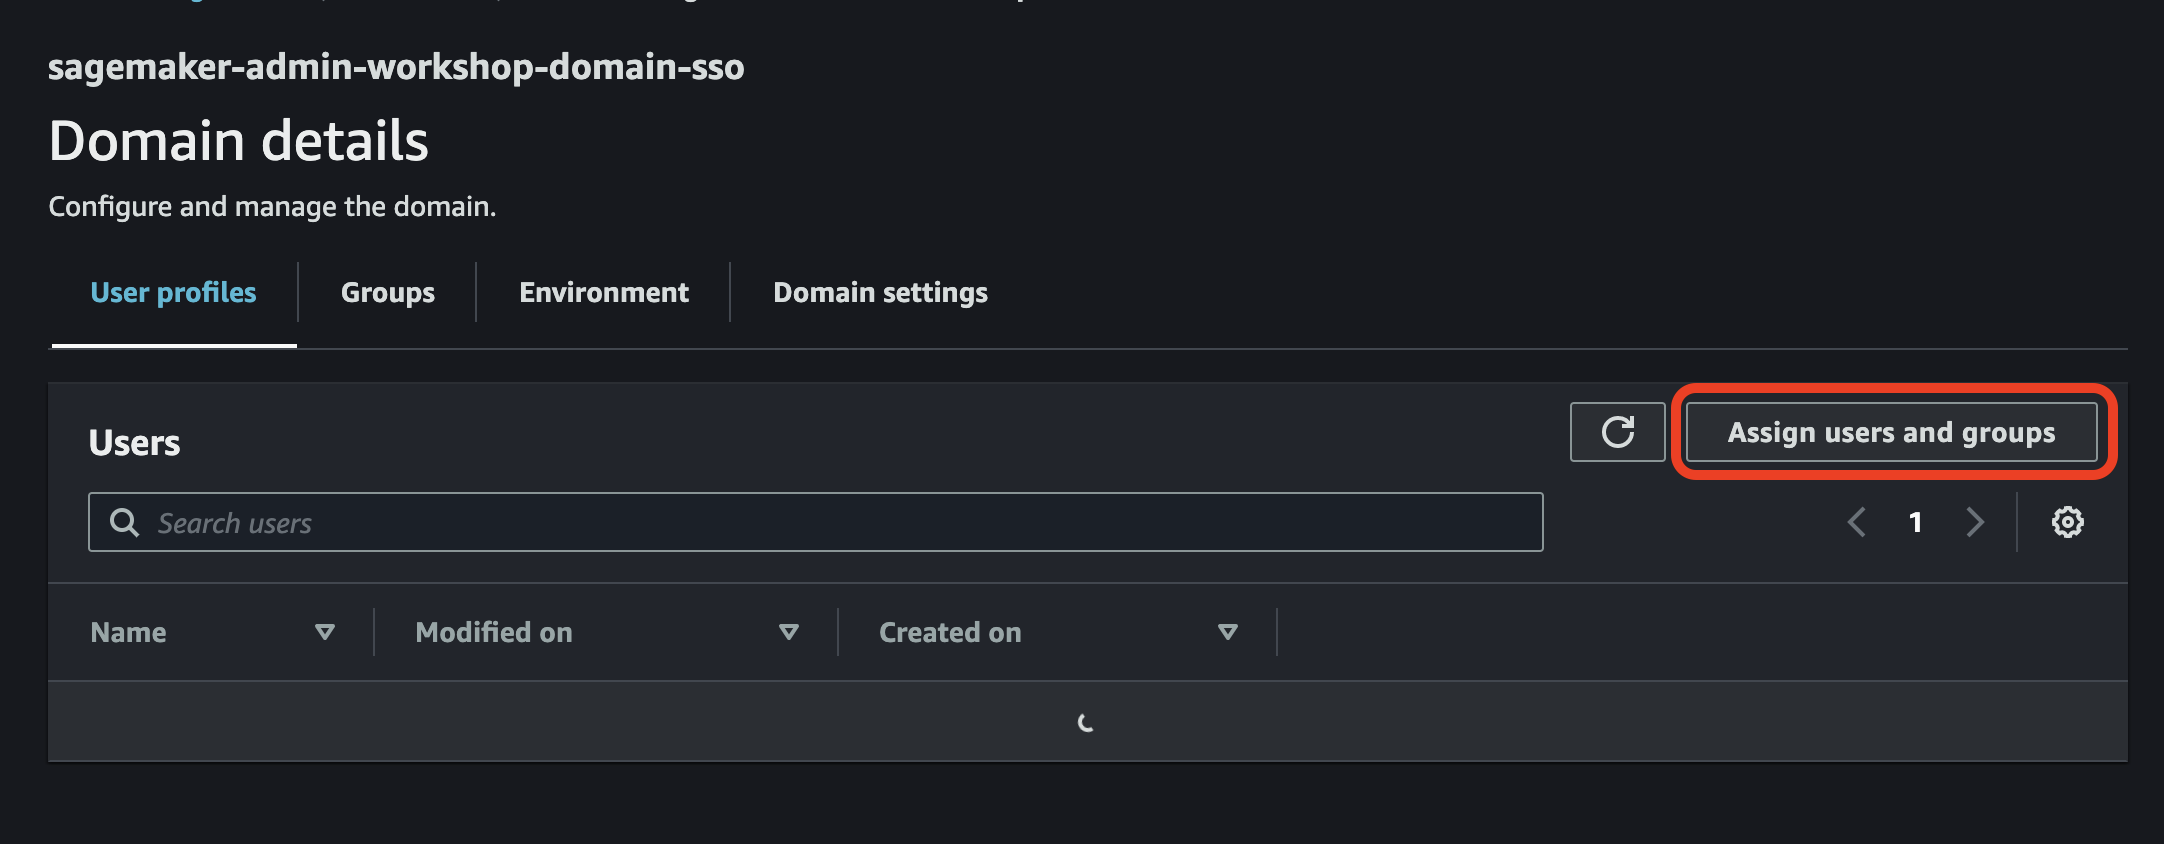 sagemaker-admin-workshop-domain-sso
Domain details
Configure and manage the domain.
User profiles Groups Environment Domain settings
Users
Assign users and groups
Search users
1
Name Modified on Created on